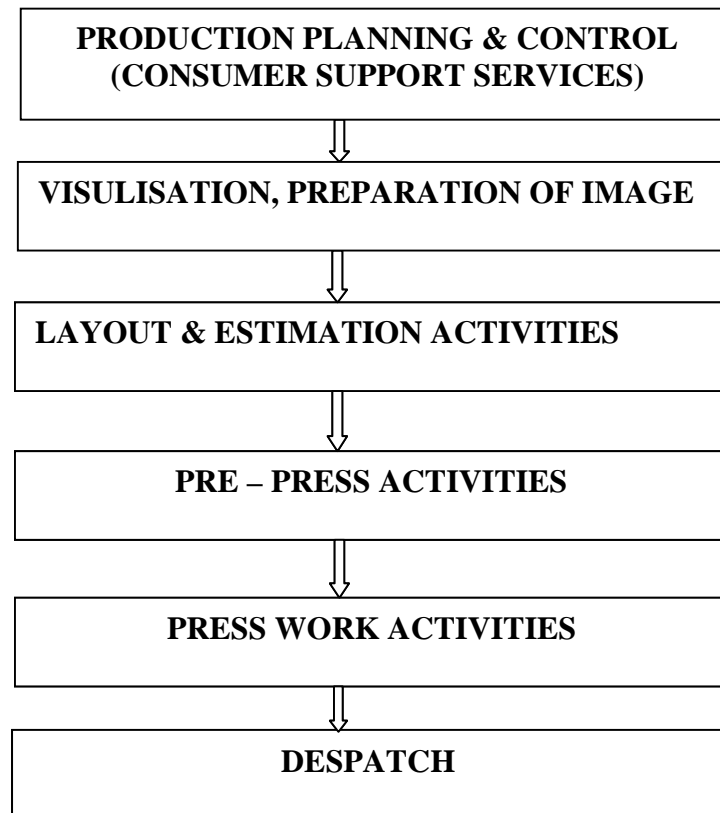 PRODUCTION PLANNING & CONTROL
(CONSUMER SUPPORT SERVICES)
VISULISATION, PREPARATION OF IMAGE
LAYOUT & ESTIMATION ACTIVITIES
PRE – PRESS ACTIVITIES
PRESS WORK ACTIVITIES
DESPATCH